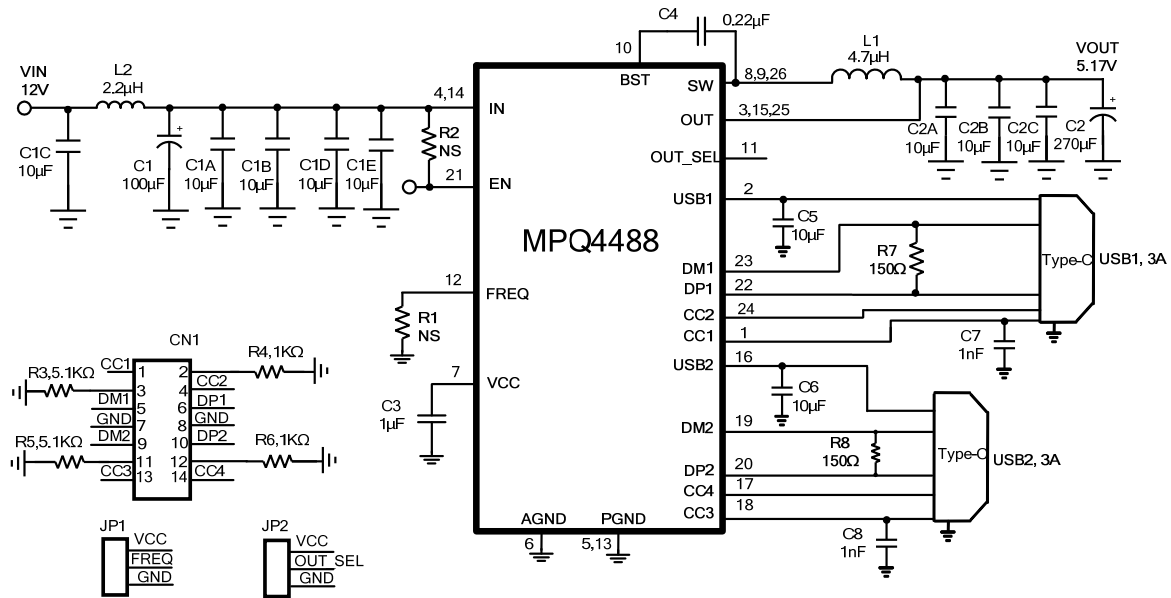 C4
0.22µF
10
BST
VIN
12V
L2
2.2µH
C1C
10µF
C1
100µF
+
C1A
10µF
C1B
10µF
C1D
10µF
C1E
10µF
R2
NS
4,14
IN
21
EN
12
FREQ
R1
NS
7
VCC
C3
1µF
MPQ4488
AGND
6
PGND
5,13
SW
8,9,26
L1
4.7µH
VOUT
5.17V
OUT
3,15,25
C2A
10µF
C2B
10µF
C2C
10µF
C2
270µF
+
OUT_SEL
11
USB1
2
C5
10µF
DM1
23
R7
150Ω
DP1
22
CC2
24
CC1
1
C7
1nF
Type-C
USB1, 3A
USB2
16
C6
10µF
DM2
19
R8
150Ω
DP2
20
CC4
17
CC3
18
C8
1nF
Type-C
USB2, 3A
CN1
CC1
1
2
R4,1KΩ
R3,5.1KΩ
3
4
CC2
DM1
5
6
DP1
GND
7
8
GND
DM2
9
10
DP2
R5,5.1KΩ
11
12
R6,1KΩ
CC3
13
14
CC4
JP1
VCC
FREQ
GND
JP2
VCC
OUT_SEL
GND